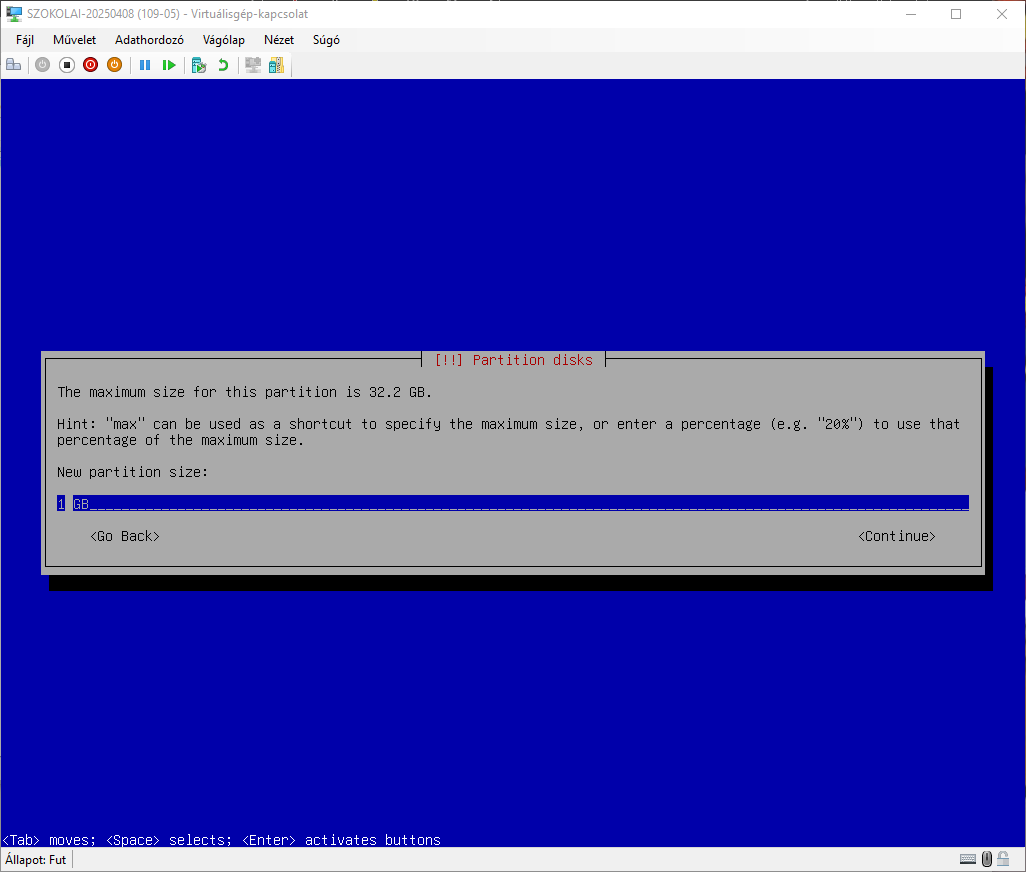 SZOKOLAI-20250408 (109-05) - Virtuálisgép-kapcsolat
Fájl Művelet Adathordozó Vágólap Nézet Súgó
[!!] Partition disks
The maximum size for this partition is 32.2 GB.
Hint: "max" can be used as a shortcut to specify the maximum size, or enter a percentage (e.g. "20%") to use that
percentage of the maximum size.
New partition size:
1 GB
<Go Back> <Continue>
<Tab> moves; <Space> selects; <Enter> activates buttons
Állapot: Fut